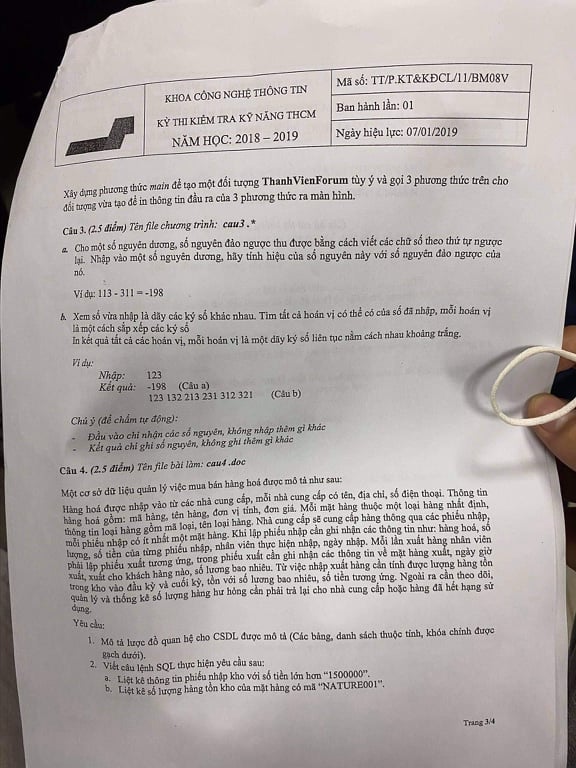 KHOA CÔNG NGHỆ THÔNG TIN
KỲ THI KIỂM TRA KỸ NĂNG THCM
NĂM HỌC: 2018 – 2019
Mã số: TT/P.KT&KĐCL/11/BM08V
Ban hành lần: 01
Ngày hiệu lực: 07/01/2019
Xây dựng phương thức main để tạo một đối tượng ThanhVienForum tùy ý và gọi 3 phương thức trên cho
đối tượng vừa tạo để in thông tin đầu ra của 3 phương thức ra màn hình.
Câu 3. (2.5 điểm) Tên file chương trình: cau3.*
a. Cho một số nguyên dương, số nguyên đảo ngược thu được bằng cách viết các chữ số theo thứ tự ngược
lại. Nhập vào một số nguyên dương, hãy tính hiệu của số nguyên này với số nguyên đảo ngược của
nó.
Ví dụ: 113 - 311 = -198
b. Xem số vừa nhập là dãy các ký số khác nhau. Tìm tất cả hoán vị có thể có của số đã nhập, mỗi hoán vị
là một cách sắp xếp các ký số
In kết quả tất cả các hoán vị, mỗi hoán vị là một dãy ký số liên tục nằm cách nhau khoảng trắng.
Ví dụ:
Nhập: 123
Kết quả: -198 (Câu a)
123 132 213 231 312 321 (Câu b)
Chú ý (để chấm tự động):
- Đầu vào chỉ nhận các số nguyên, không nhập thêm gì khác
- Kết quả chỉ ghi số nguyên, không ghi thêm gì khác
Câu 4. (2.5 điểm) Tên file bài làm: cau4.doc
Một cơ sở dữ liệu quản lý việc mua bán hàng hoá được mô tả như sau:
Hàng hoá được nhập vào từ các nhà cung cấp, mỗi nhà cung cấp có tên, địa chỉ, số điện thoại. Thông tin
hàng hoá gồm: mã hàng, tên hàng, đơn vị tính, đơn giá. Mỗi mặt hàng thuộc một loại hàng nhất định,
thông tin loại hàng gồm mã loại, tên loại hàng. Nhà cung cấp sẽ cung cấp hàng thông qua các phiếu nhập,
mỗi phiếu nhập có ít nhất một mặt hàng. Khi lập phiếu nhập cần ghi nhận các thông tin như: hàng hoá, số
lượng, số tiền của từng phiếu nhập, nhân viên thực hiện nhập, ngày nhập. Mỗi lần xuất hàng nhân viên
phải lập phiếu xuất tương ứng, trong phiếu xuất cần ghi nhận các thông tin về mặt hàng xuất, ngày giờ
xuất, xuất cho khách hàng nào, số lượng bao nhiêu. Từ việc nhập xuất hàng cần tính được lượng hàng tồn
trong kho vào đầu kỳ và cuối kỳ, tồn với số lượng bao nhiêu, số tiền tương ứng. Ngoài ra cần theo dõi,
quản lý và thống kê số lượng hàng hư hỏng cần phải trả lại cho nhà cung cấp hoặc hàng đã hết hạng sử
dụng.
Yêu cầu:
1. Mô tả lược đồ quan hệ cho CSDL được mô tả (Các bảng, danh sách thuộc tính, khóa chính được
gạch dưới).
2. Viết câu lệnh SQL thực hiện yêu cầu sau:
a. Liệt kê thông tin phiếu nhập kho với số tiền lớn hơn “1500000”.
b. Liệt kê số lượng hàng tồn kho của mặt hàng có mã “NATURE001”.
Trang 3/4